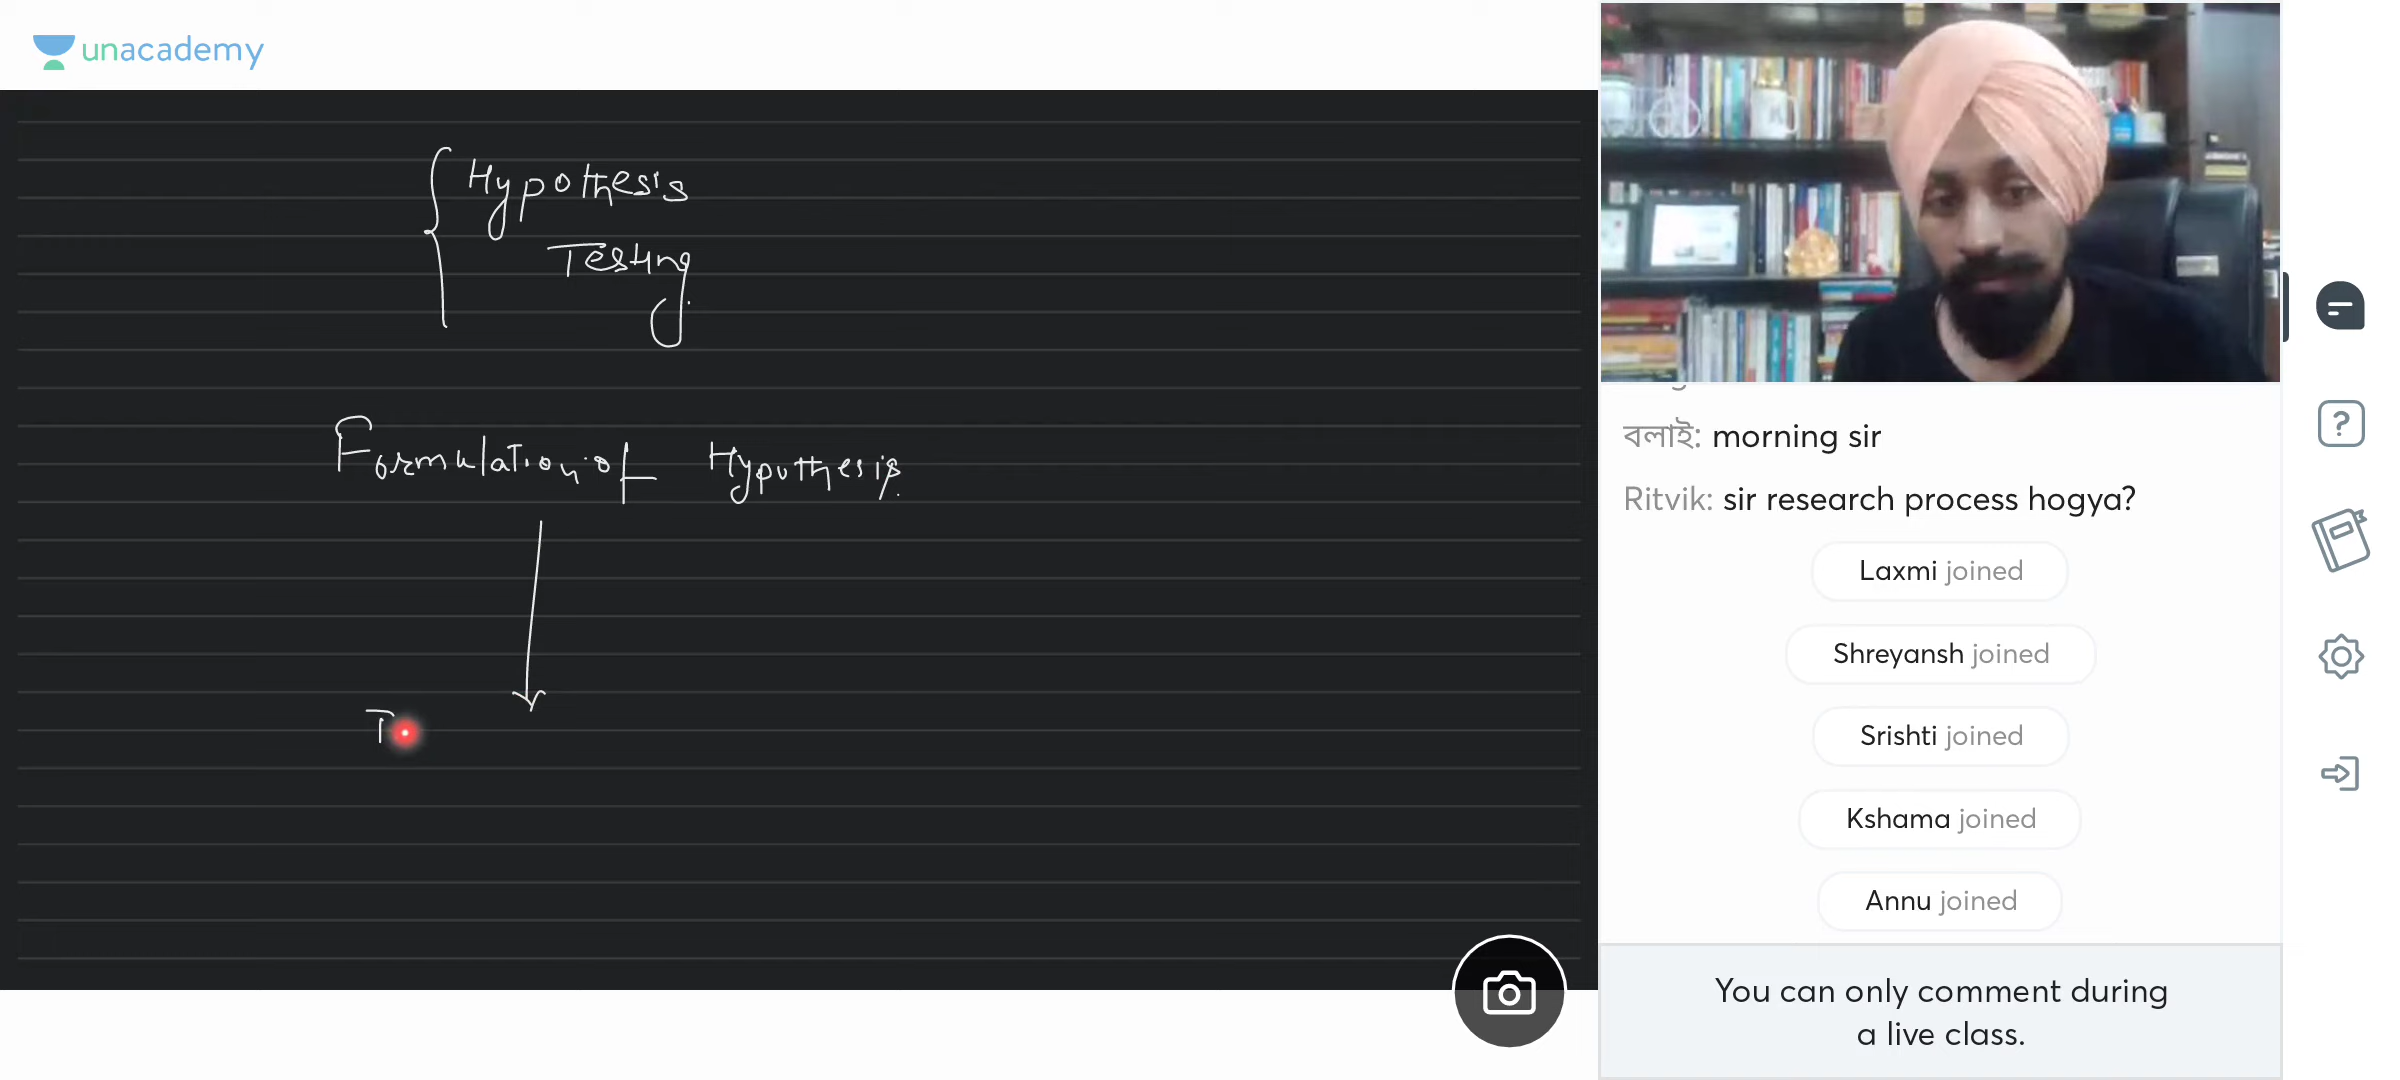 unacademy
Hypothesis
Testing
Formulation of Hypothesis
T
বলাই: morning sir
Ritvik: sir research process hogya?
Laxmi joined
Shreyansh joined
Srishti joined
Kshama joined
Annu joined
You can only comment during
a live class.